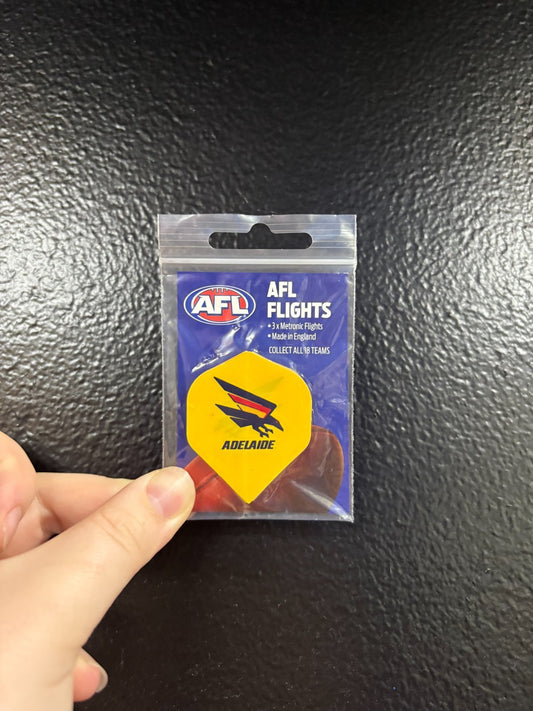 AFL
AFL
FLIGHTS
• 3 x Metronic Flights
• Made in England
COLLECT ALL 18 TEAMS
ADELAIDE